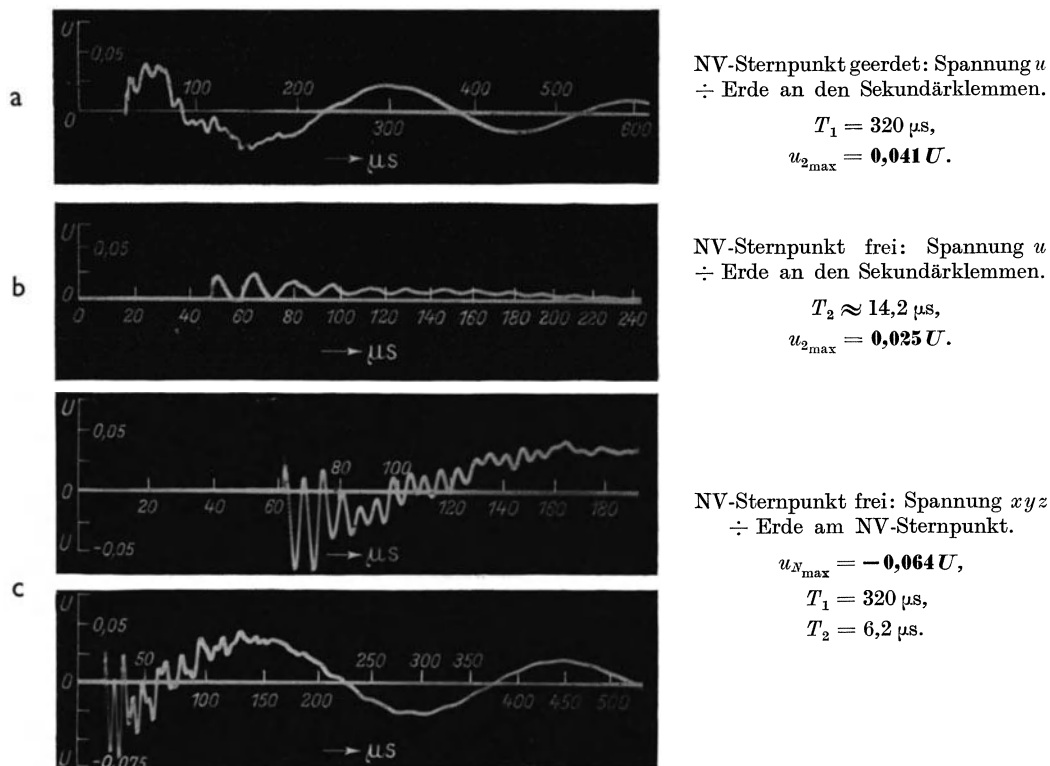 a
U
0,05
0
100
200
300
400
500
600
→ μs
NV-Sternpunkt geerdet: Spannung u
÷ Erde an den Sekundärklemmen.
T₁ = 320 μs,
u₂max = 0,041 U.
b
U
0,05
0
0 20 40 60 80 100 120 140 160 180 200 220 240
→ μs
NV-Sternpunkt frei: Spannung u
÷ Erde an den Sekundärklemmen.
T₂ ≈ 14,2 μs,
u₂max = 0,025 U.
c
U
0,05
0
20 40 60 80 100 120 140 160 180
U
-0,05
→ μs
U
0,05
0
50
100
150
200
250
300
350
400
450
500
U
-0,075
→ μs
NV-Sternpunkt frei: Spannung xyz
÷ Erde am NV-Sternpunkt.
uNmax = −0,064 U,
T₁ = 320 μs,
T₂ = 6,2 μs.